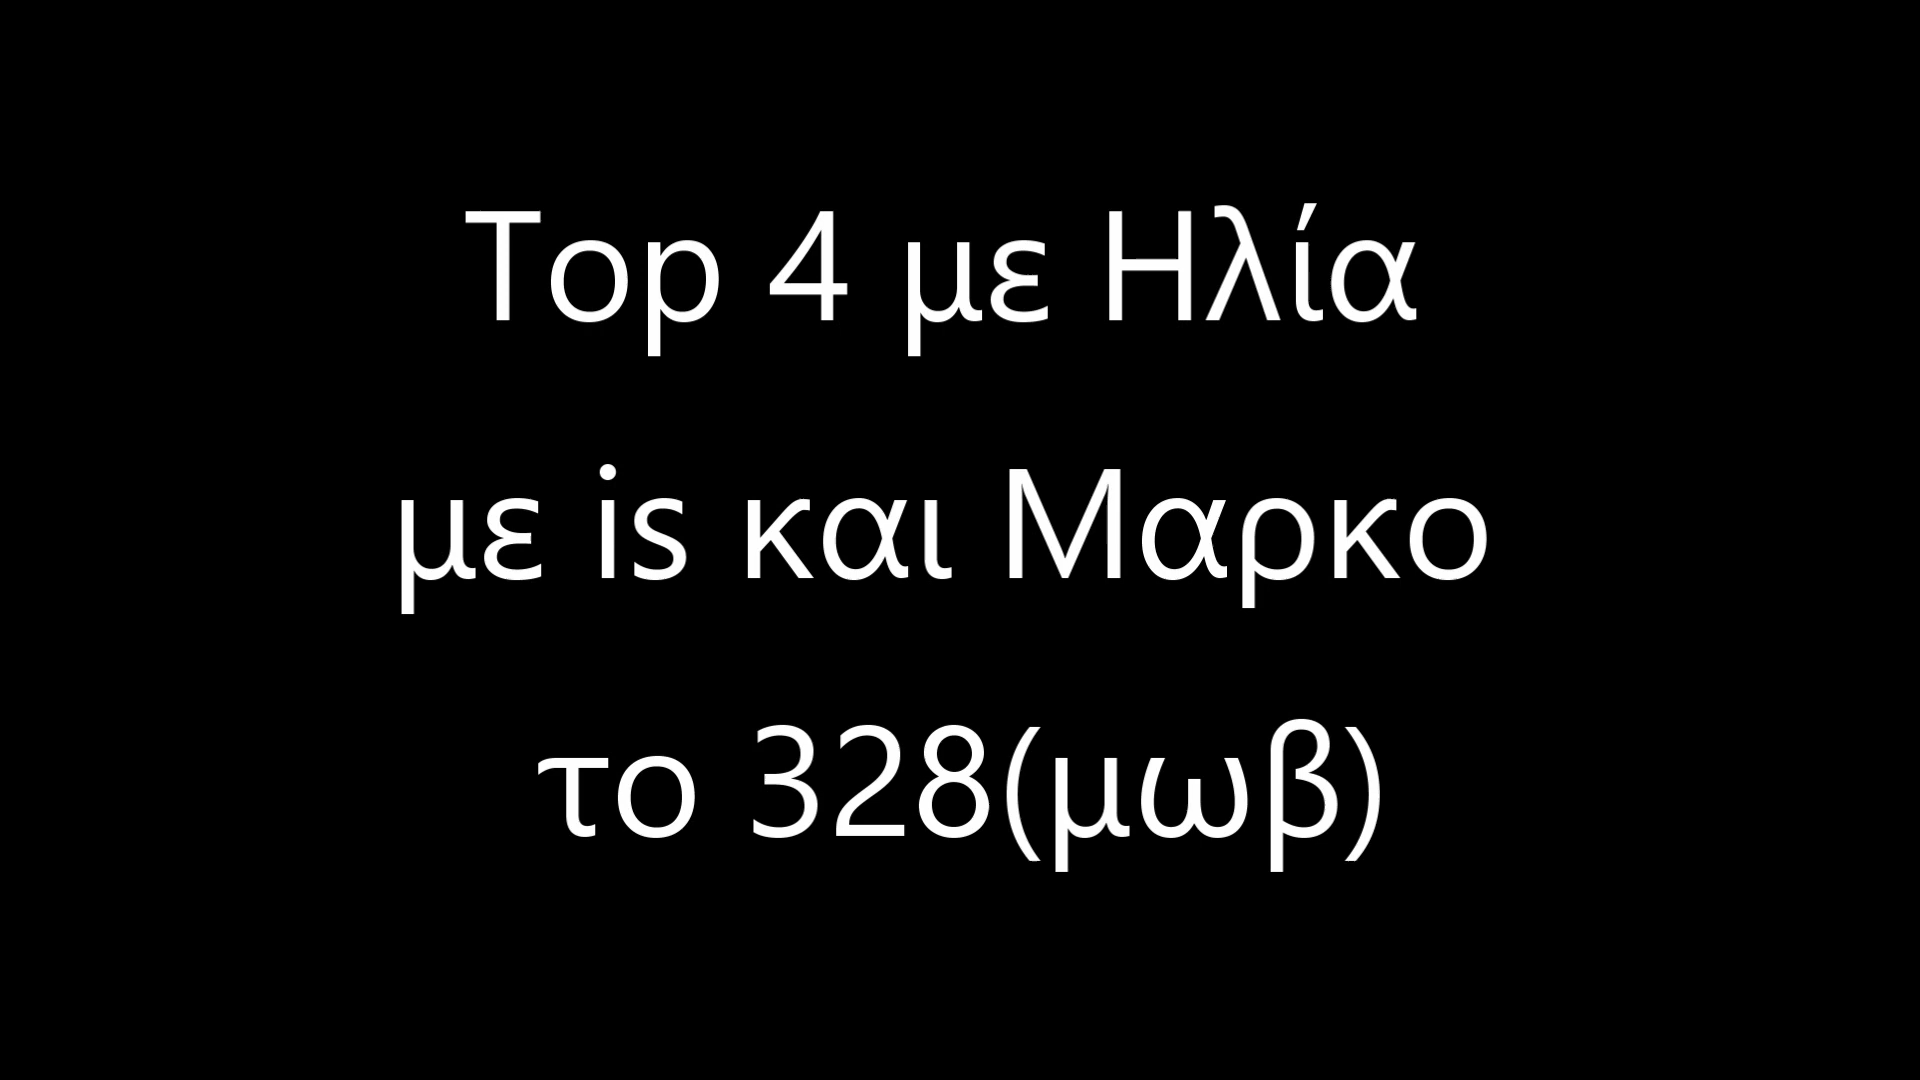 Top 4 με Ηλία
με is και Μαρκο
το 328(μωβ)